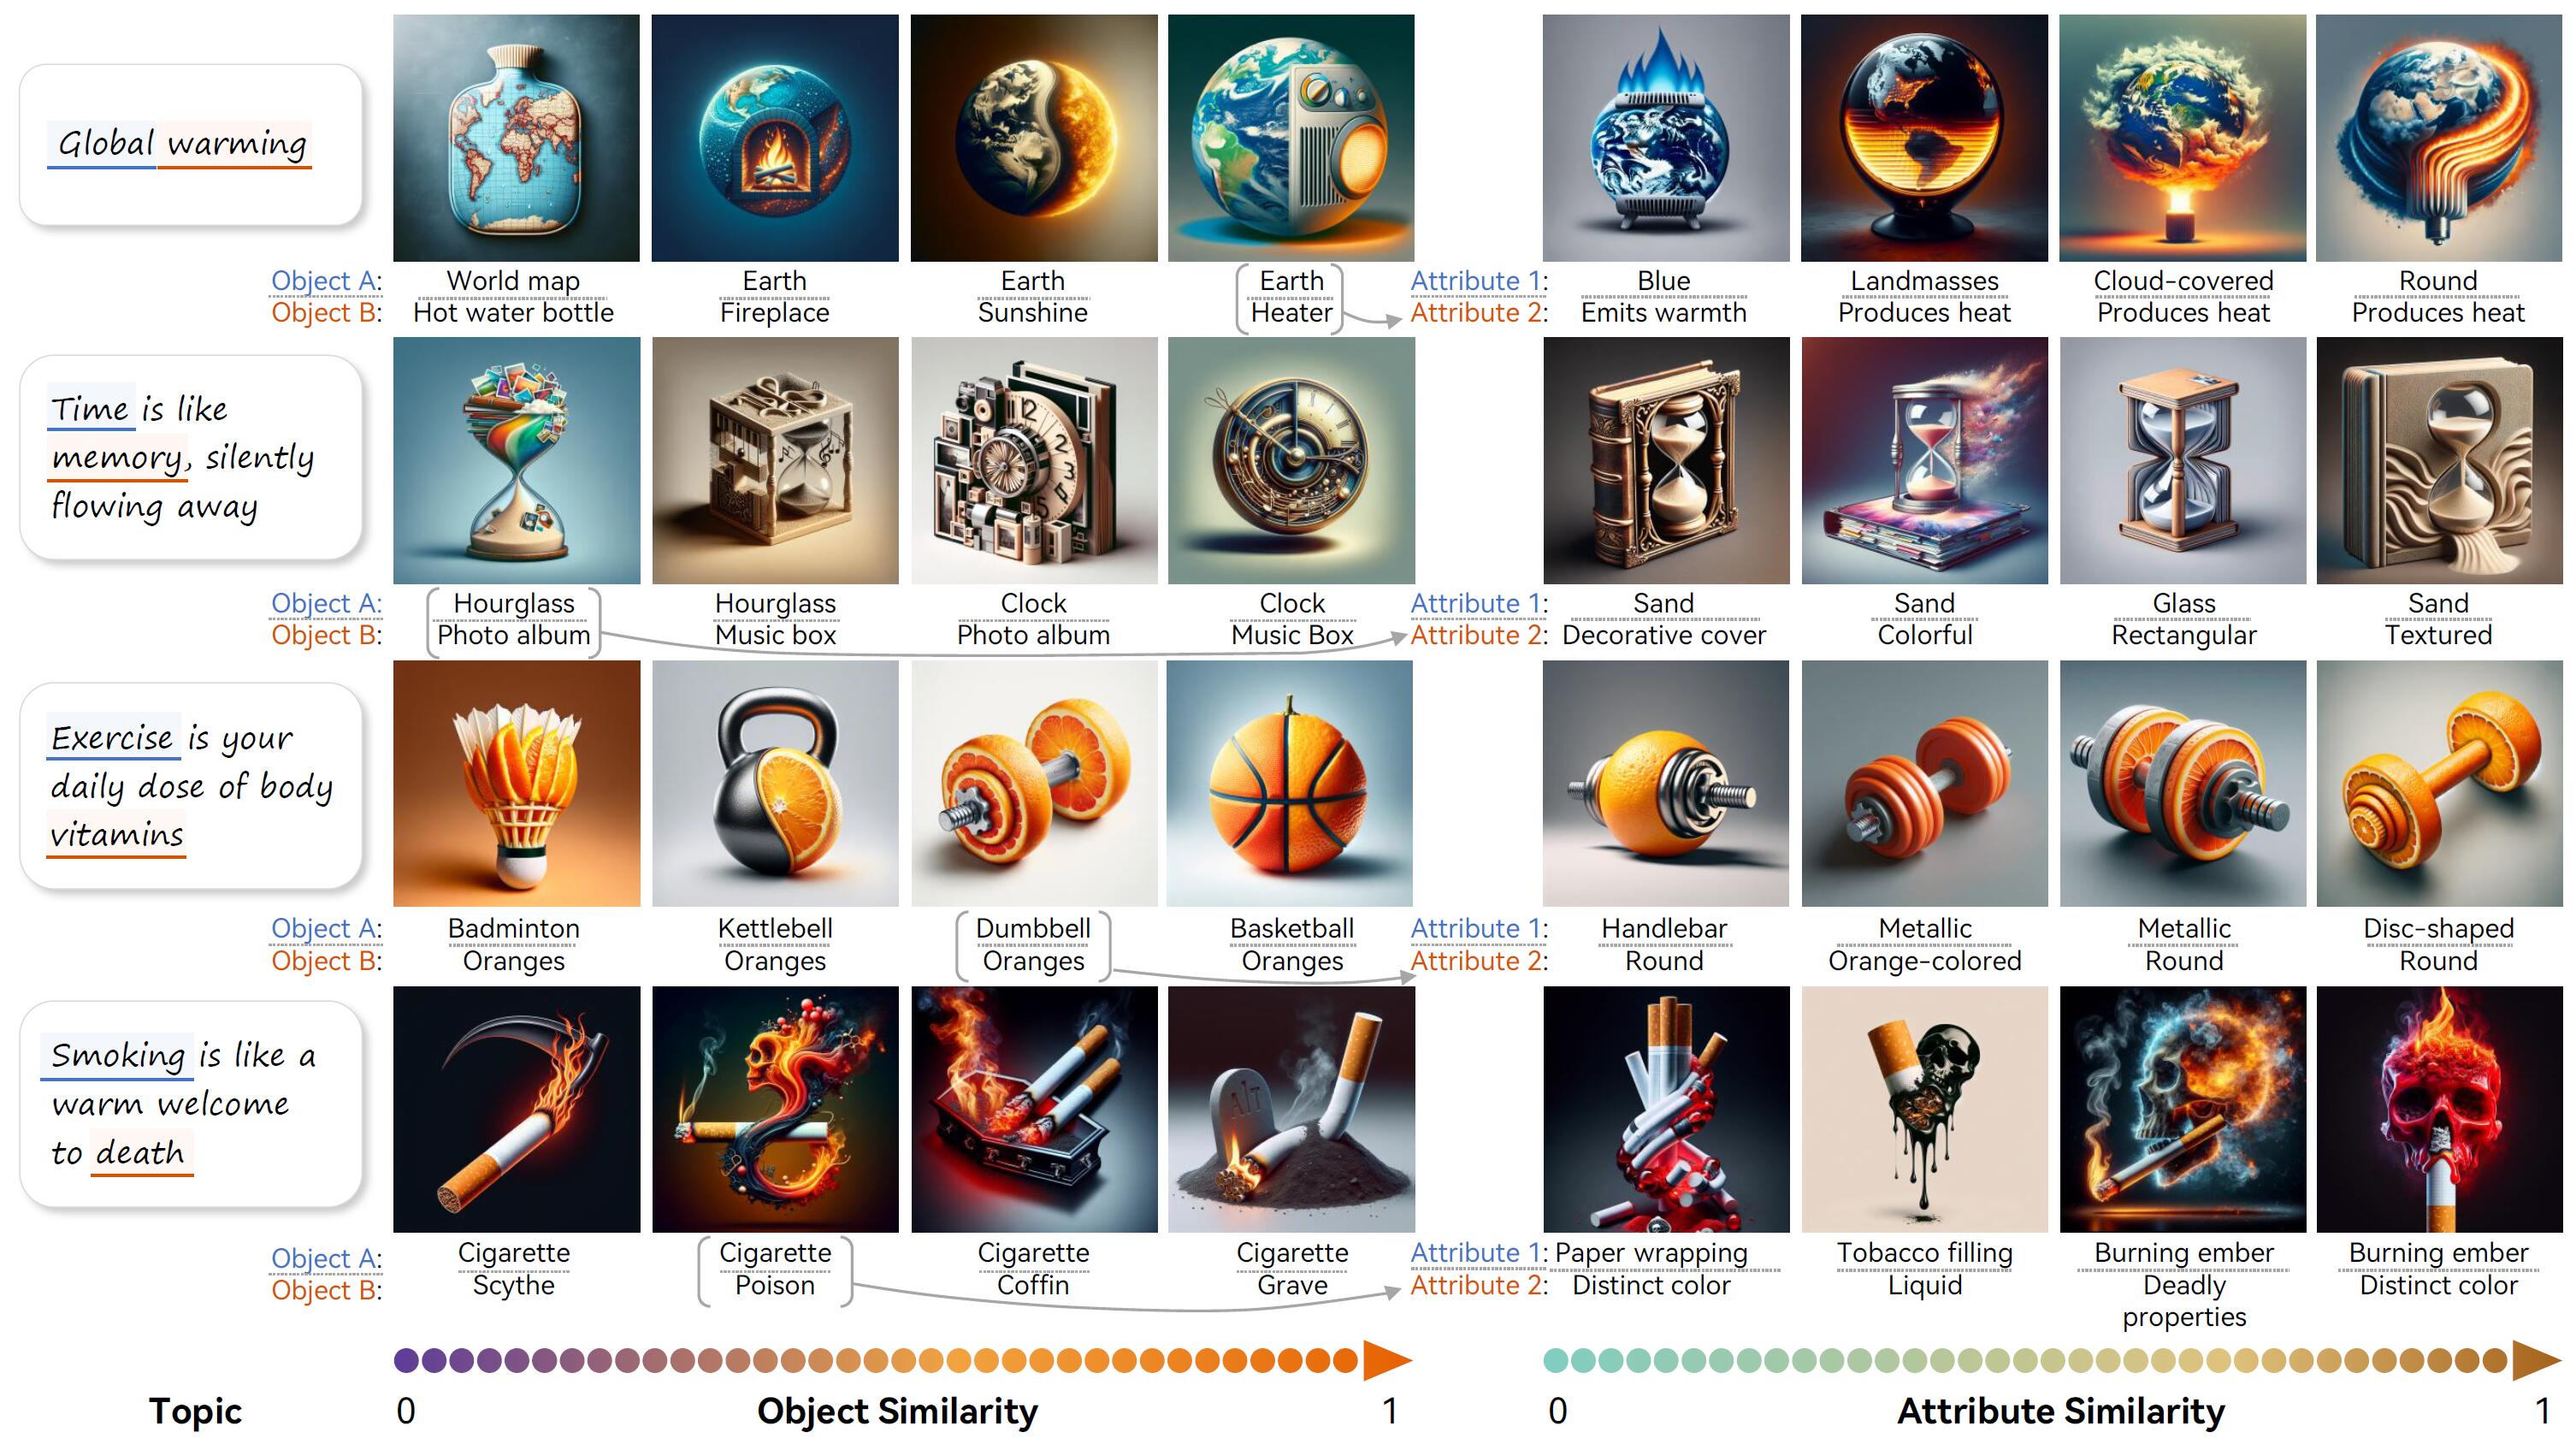 Global warming
Object A:
Object B:
World map
Hot water bottle
Earth
Fireplace
Earth
Sunshine
Earth
Heater
Attribute 1:
Attribute 2:
Blue
Emits warmth
Landmasses
Produces heat
Cloud-covered
Produces heat
Round
Produces heat
Time is like
memory, silently
flowing away
Object A:
Object B:
Hourglass
Photo album
Hourglass
Music box
Clock
Photo album
Clock
Music Box
Attribute 1:
Attribute 2:
Sand
Decorative cover
Sand
Colorful
Glass
Rectangular
Sand
Textured
Exercise is your
daily dose of body
vitamins
Object A:
Object B:
Badminton
Oranges
Kettlebell
Oranges
Dumbbell
Oranges
Basketball
Oranges
Attribute 1:
Attribute 2:
Handlebar
Round
Metallic
Orange-colored
Metallic
Round
Disc-shaped
Round
Smoking is like a
warm welcome
to death
Object A:
Object B:
Cigarette
Scythe
Cigarette
Poison
Cigarette
Coffin
Cigarette
Grave
Attribute 1:
Attribute 2:
Paper wrapping
Distinct color
Tobacco filling
Liquid
Burning ember
Deadly
properties
Burning ember
Distinct color
Topic
0
Object Similarity
1
0
Attribute Similarity
1